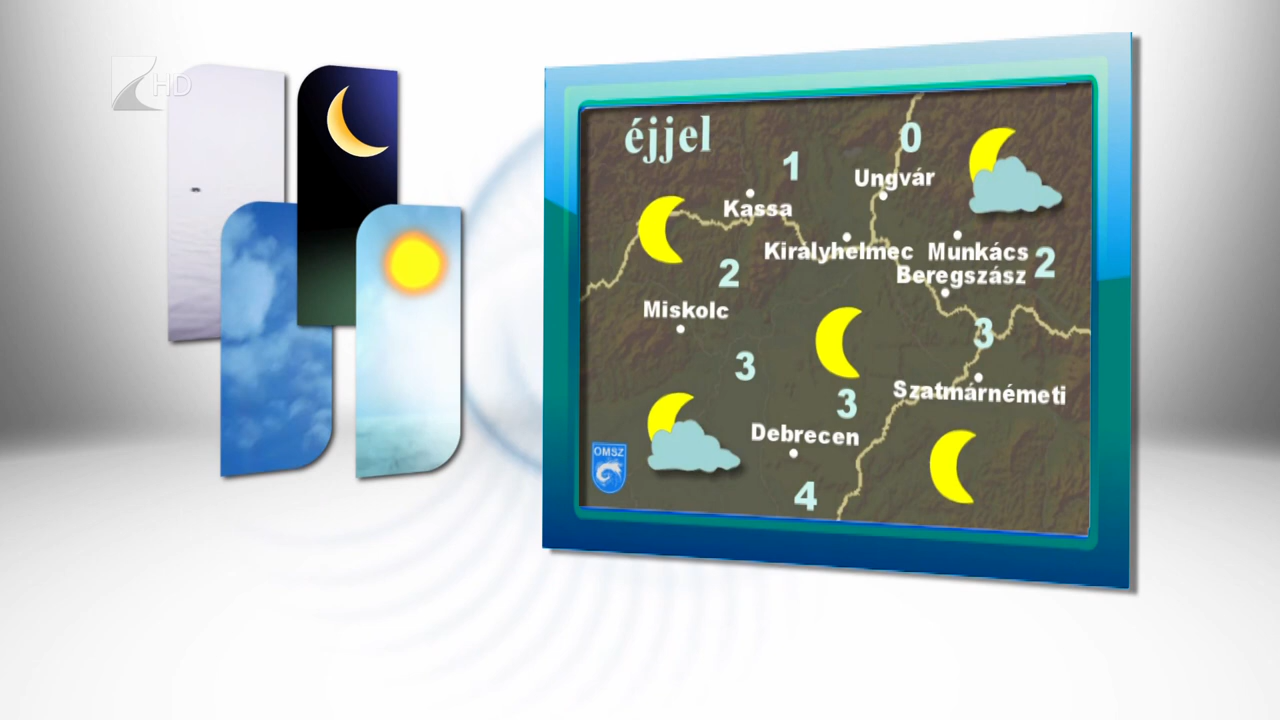 HD
éjjel
0
1
Ungvár
Kassa
Királyhelmec
Munkács
2
Beregszász
2
Miskolc
3
3
Szatmárnémeti
3
Debrecen
OMSZ
4